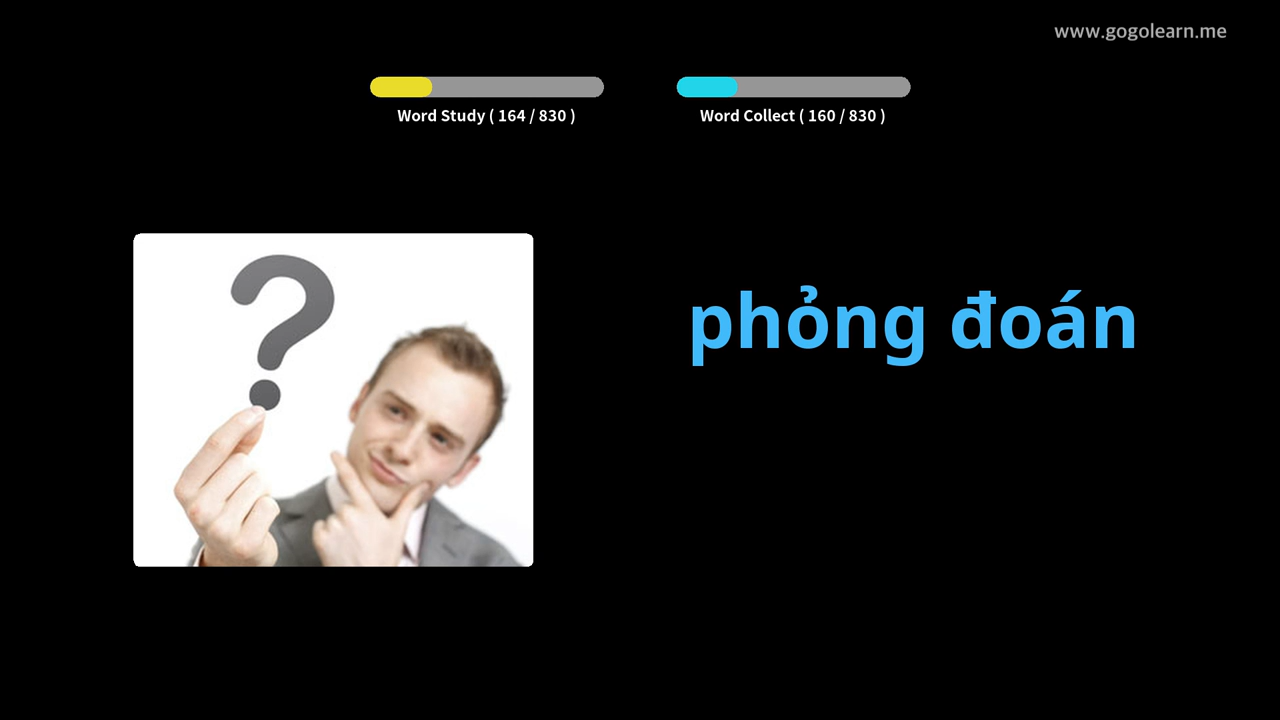 www.gogolearn.me
Word Study ( 164 / 830 )
Word Collect ( 160 / 830 )
?
phỏng đoán